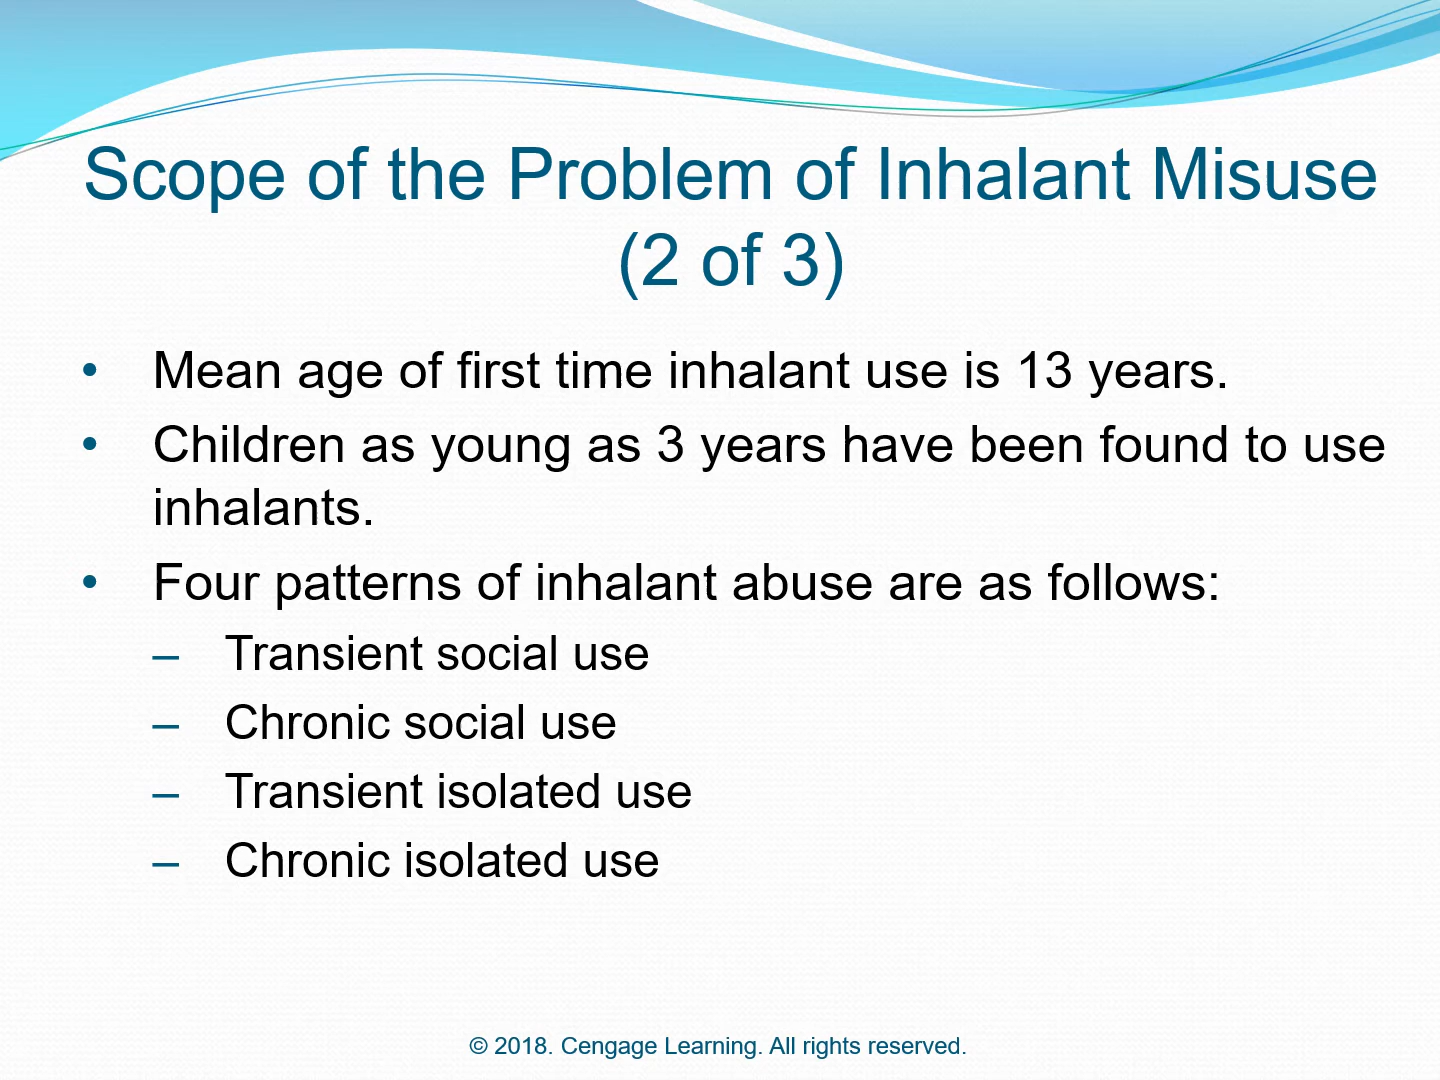 Scope of the Problem of Inhalant Misuse
(2 of 3)
• Mean age of first time inhalant use is 13 years.
• Children as young as 3 years have been found to use
inhalants.
• Four patterns of inhalant abuse are as follows:
– Transient social use
– Chronic social use
– Transient isolated use
– Chronic isolated use
© 2018. Cengage Learning. All rights reserved.